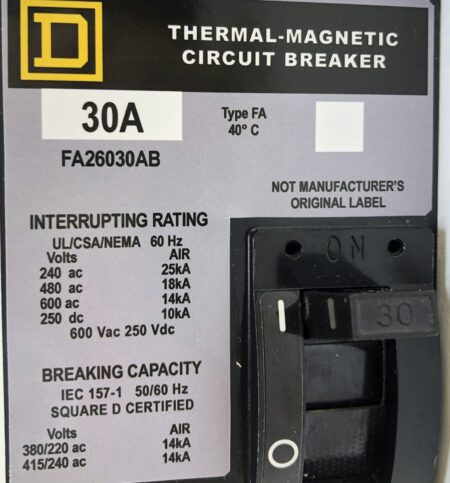 D
THERMAL-MAGNETIC
CIRCUIT BREAKER
30A
Type FA
40° C
FA26030AB
NOT MANUFACTURER'S
ORIGINAL LABEL
INTERRUPTING RATING
UL/CSA/NEMA 60 Hz
Volts AIR
240 ac 25kA
480 ac 18kA
600 ac 14kA
250 dc 10kA
600 Vac 250 Vdc
BREAKING CAPACITY
IEC 157-1 50/60 Hz
SQUARE D CERTIFIED
Volts AIR
380/220 ac 14kA
415/240 ac 14kA
ON
I I 30
O